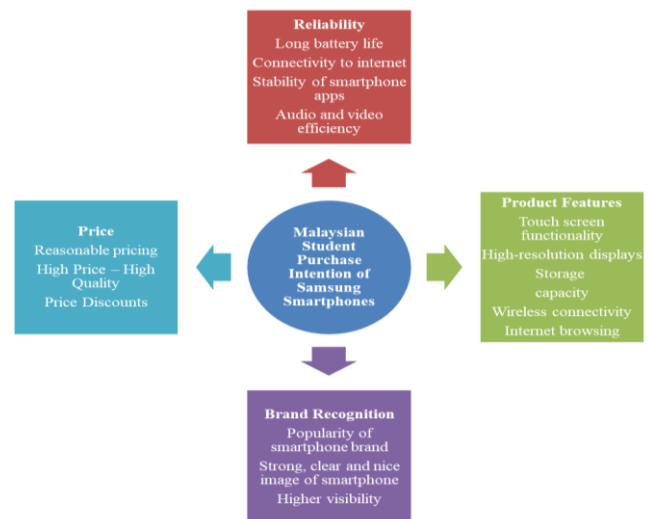 Reliability
Long battery life
Connectivity to internet
Stability of smartphone
apps
Audio and video
efficiency
Price
Reasonable pricing
High Price – High
Quality
Price Discounts
Malaysian
Student
Purchase
Intention of
Samsung
Smartphones
Product Features
Touch screen
functionality
High-resolution displays
Storage
capacity
Wireless connectivity
Internet browsing
Brand Recognition
Popularity of
smartphone brand
Strong, clear and nice
image of smartphone
Higher visibility